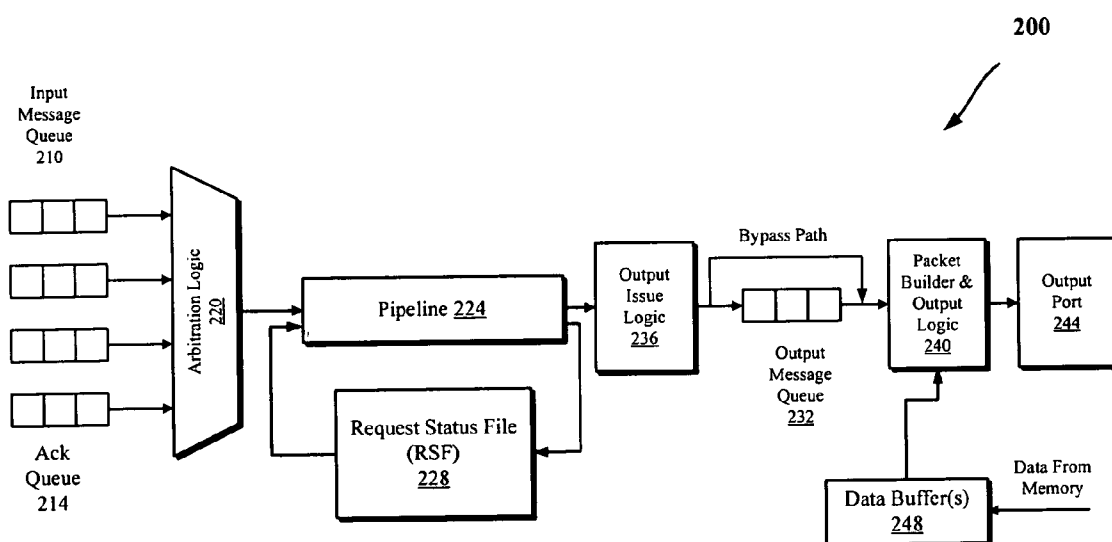 200
Input
Message
Queue
210
Arbitration Logic
220
Ack
Queue
214
Pipeline 224
Request Status File
(RSF)
228
Output
Issue
Logic
236
Bypass Path
Output
Message
Queue
232
Packet
Builder &
Output
Logic
240
Output
Port
244
Data From
Memory
Data Buffer(s)
248